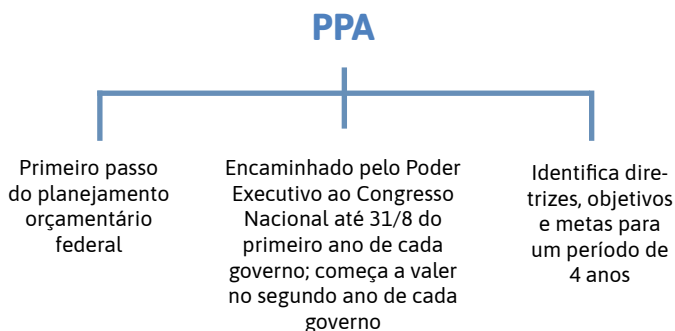 PPA
Primeiro passo
do planejamento
orçamentário
federal
Encaminhado pelo Poder
Executivo ao Congresso
Nacional até 31/8 do
primeiro ano de cada
governo; começa a valer
no segundo ano de cada
governo
Identifica dire-
trizes, objetivos
e metas para
um período de
4 anos